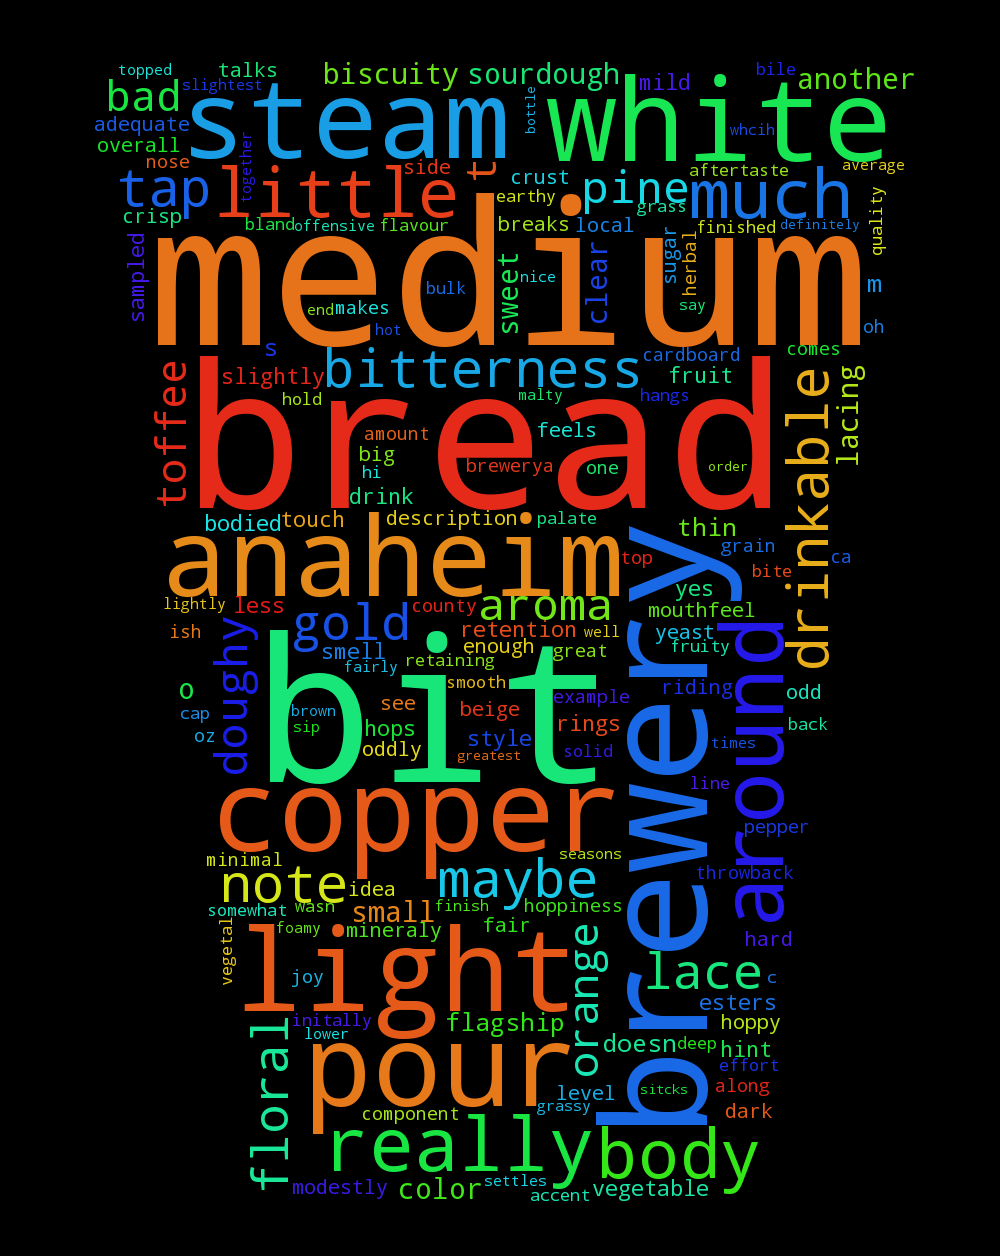 topped
talks
biscuity
sourdough
mild
bile
another
bad
slightest
steam
bottle
white
whcih
adequate
overall
nose
together
little
side
t
crust
pine
aftertaste
average
tap
much
earthy
grass
crisp
bland
offensive
flavour
breaks
local
sugar
herbal
finished
definitely
quality
sampled
medium
sweet
clear
nice
bulk
say
m
end
makes
hot
oh
s
bitterness
cardboard
comes
slightly
fruit
toffee
hold
malty
hangs
drinkable
lacing
bread
amount
feels
big
hi
brewerya
one
order
drink
bodied
touch
description
palate
thin
anaheim
top
grain
ca
bite
yes
lightly
less
county
aroma
mouthfeel
gold
ish
retention
well
yeast
doughy
smell
enough
great
fruity
fairly
retaining
brewery
around
o
bit
smooth
example
riding
odd
cap
brown
see
beige
rings
back
oz
sip
hops
style
oddly
greatest
solid
times
copper
line
pepper
minimal
seasons
throwback
note
idea
maybe
somewhat
wash
small
finish
hoppiness
foamy
mineraly
fair
hard
vegetal
light
orange
lace
joy
c
esters
initally
flagship
hoppy
lower
floral
pour
doesn
deep
hint
effort
level
sitcks
along
grassy
component
dark
really
body
modestly
color
settles
accent
vegetable